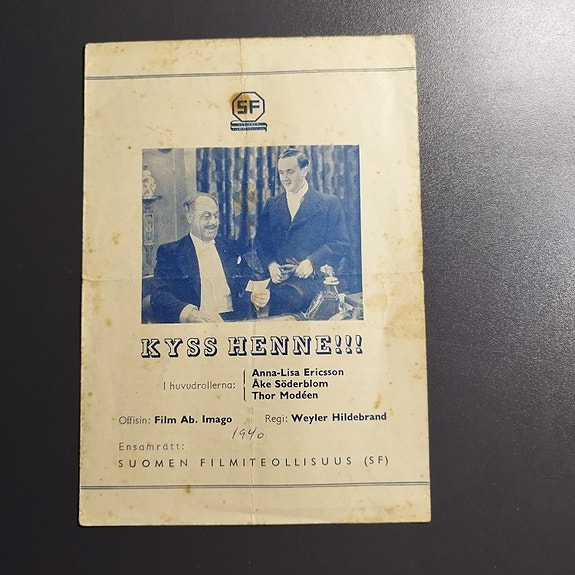 SF
KYSS HENNE!!!
I huvudrollerna:
Anna-Lisa Ericsson
Åke Söderblom
Thor Modéen
Offisin: Film Ab. Imago Regi: Weyler Hildebrand
1940
Ensamrätt:
SUOMEN FILMITEOLLISUUS (SF)